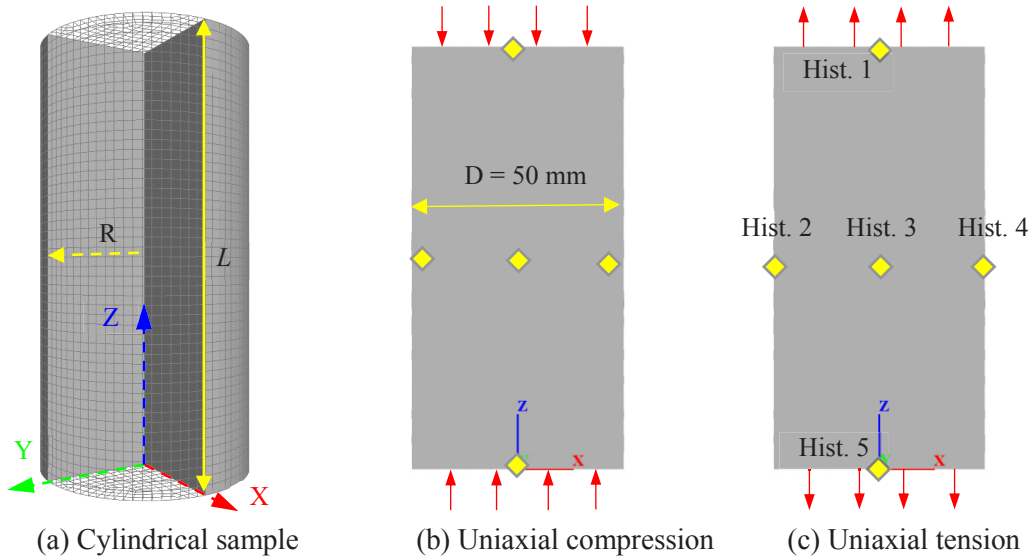 R
L
Z
Y
X
(a) Cylindrical sample
D = 50 mm
z
x
(b) Uniaxial compression
Hist. 1
Hist. 2
Hist. 3
Hist. 4
Hist. 5
z
x
(c) Uniaxial tension